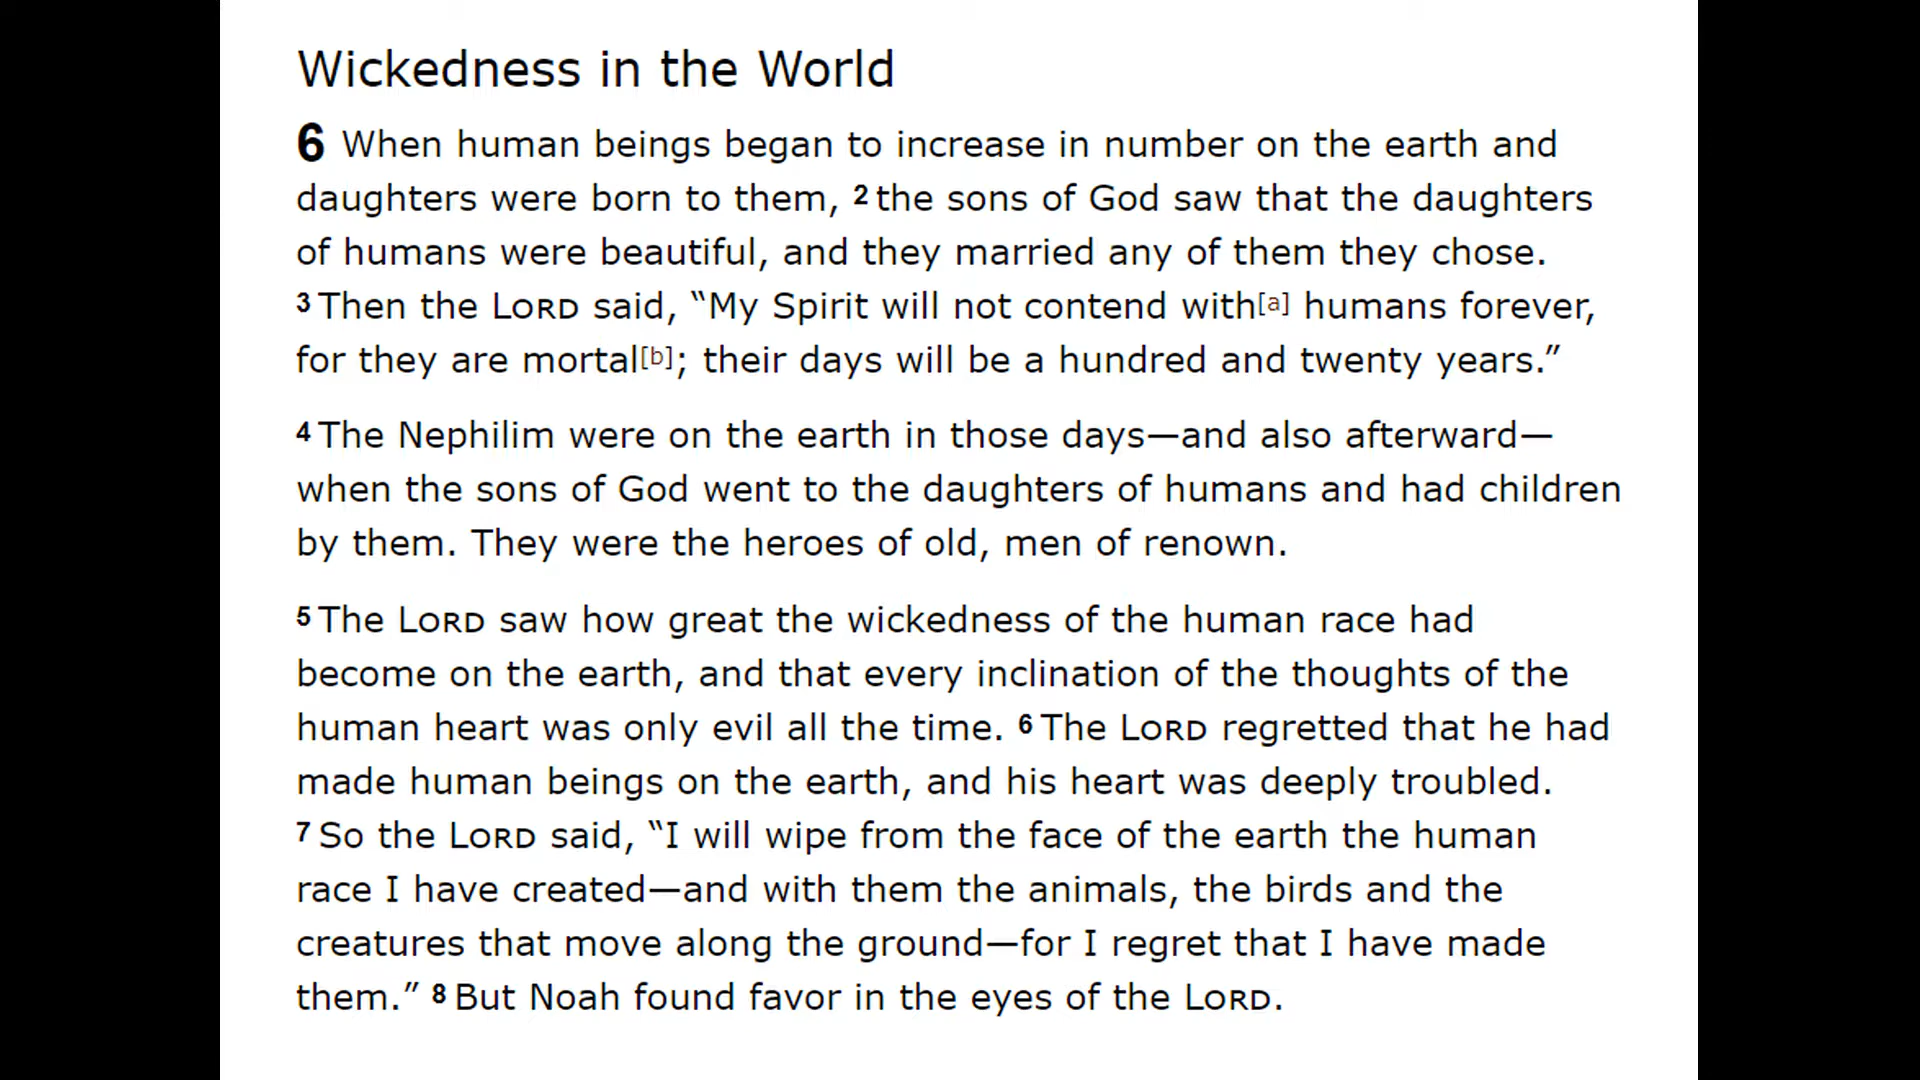 Wickedness in the World
6 When human beings began to increase in number on the earth and
daughters were born to them, 2 the sons of God saw that the daughters
of humans were beautiful, and they married any of them they chose.
3 Then the LORD said, “My Spirit will not contend with[a] humans forever,
for they are mortal[b]; their days will be a hundred and twenty years.”
4 The Nephilim were on the earth in those days—and also afterward—
when the sons of God went to the daughters of humans and had children
by them. They were the heroes of old, men of renown.
5 The LORD saw how great the wickedness of the human race had
become on the earth, and that every inclination of the thoughts of the
human heart was only evil all the time. 6 The LORD regretted that he had
made human beings on the earth, and his heart was deeply troubled.
7 So the LORD said, “I will wipe from the face of the earth the human
race I have created—and with them the animals, the birds and the
creatures that move along the ground—for I regret that I have made
them.” 8 But Noah found favor in the eyes of the LORD.